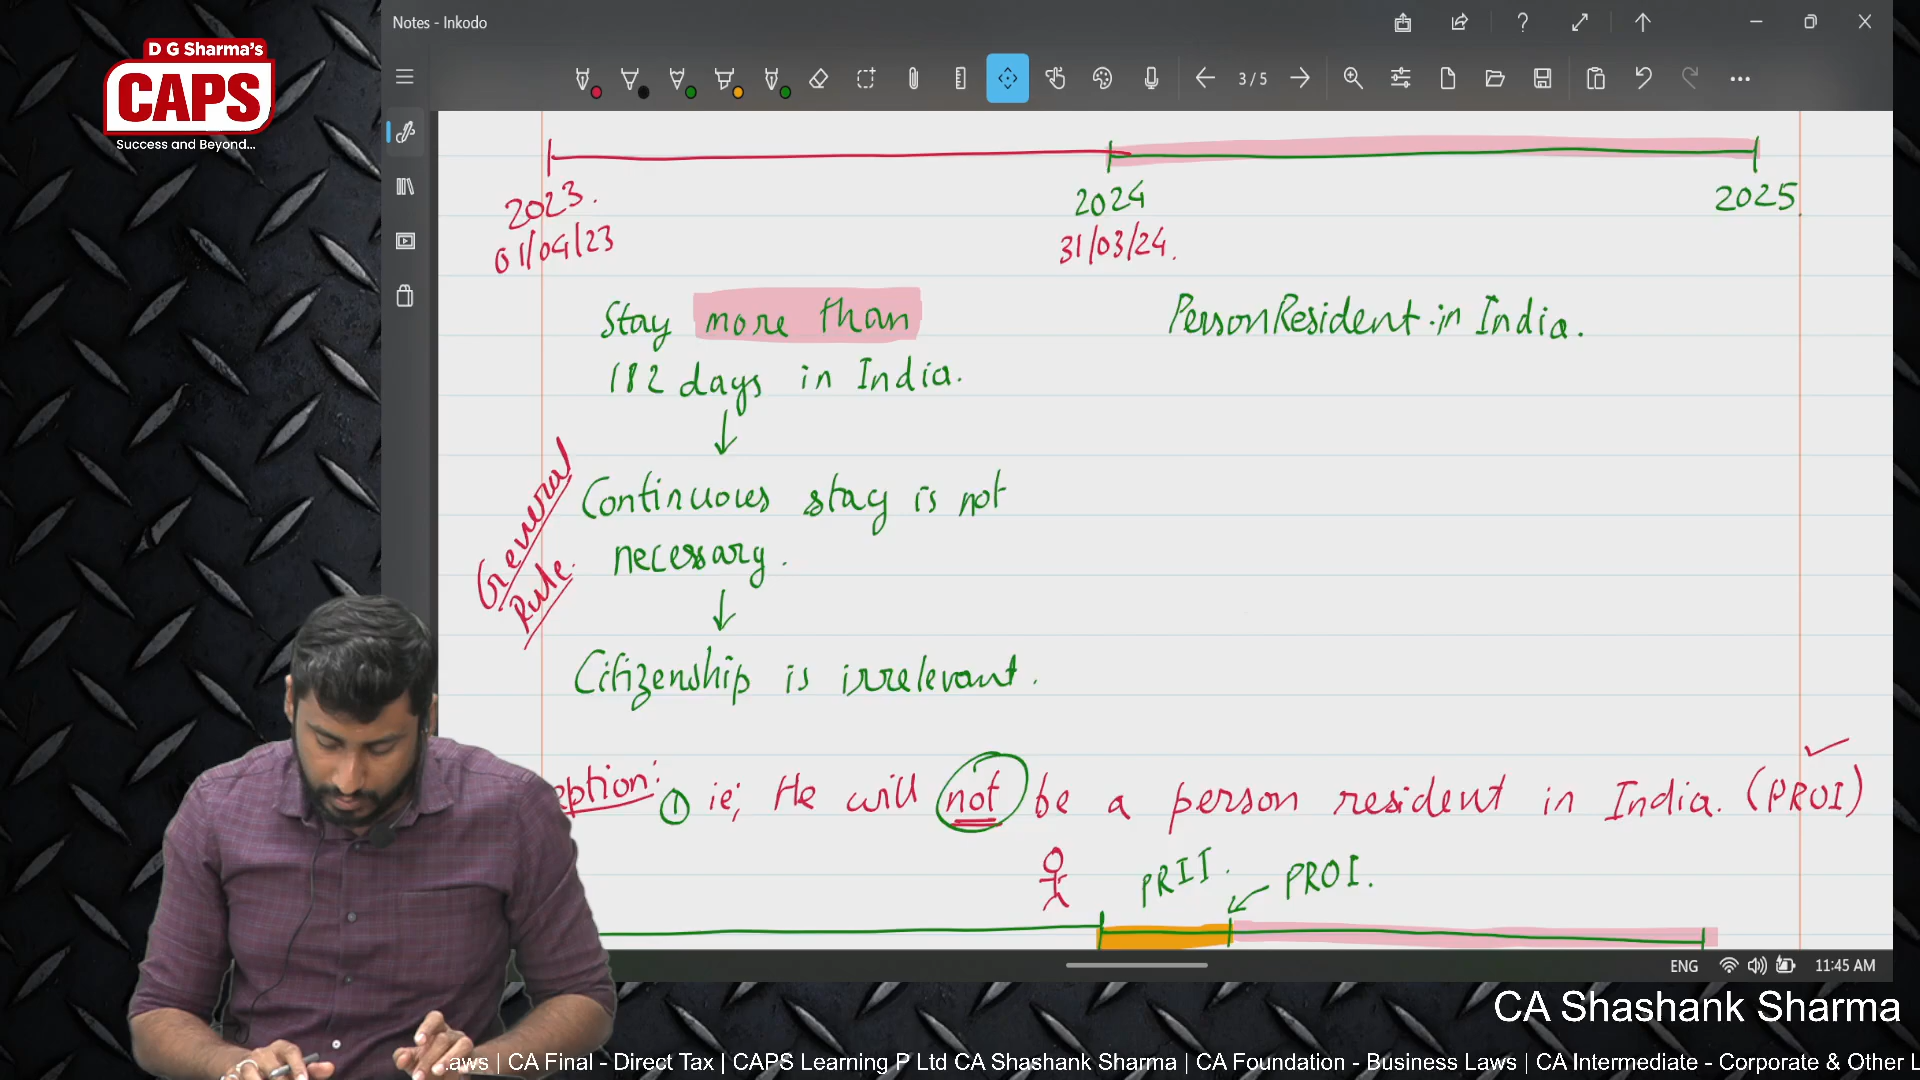 D G Sharma's
CAPS
Success and Beyond...
Notes - Inkodo
3 / 5
2023.
2024
2025
01/04/23
31/03/24.
Stay more than
182 days in India.
Person Resident in India.
Continuous stay is not
necessary.
General
Rule.
Citizenship is irrelevant.
eption: ① ie; He will not be a person resident in India. (PROI)
PRII.
PROI.
ENG
11:45 AM
CA Shashank Sharma
Laws | CA Final - Direct Tax | CAPS Learning P Ltd CA Shashank Sharma | CA Foundation - Business Laws | CA Intermediate - Corporate & Other L